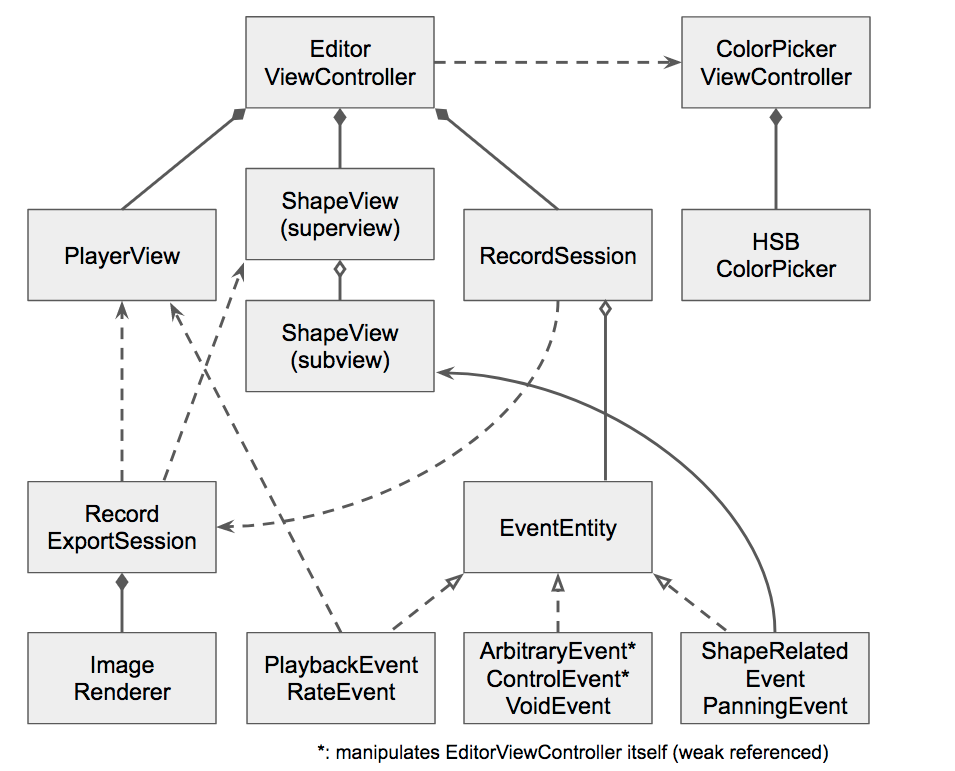 Editor
ViewController
ColorPicker
ViewController
ShapeView
(superview)
PlayerView
RecordSession
HSB
ColorPicker
ShapeView
(subview)
Record
ExportSession
EventEntity
Image
Renderer
PlaybackEvent
RateEvent
ArbitraryEvent*
ControlEvent*
VoidEvent
ShapeRelated
Event
PanningEvent
*: manipulates EditorViewController itself (weak referenced)